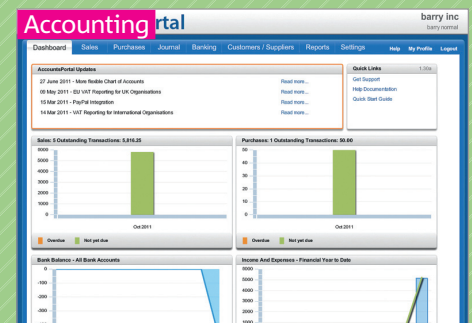 Accounting
rtal
barry inc
barry normal
Dashboard Sales Purchases Journal Banking Customers / Suppliers Reports Settings Help My Profile Logout
AccountsPortal Updates
27 June 2011 - More flexible Chart of Accounts Read more...
09 May 2011 - EU VAT Reporting for UK Organisations Read more...
15 Mar 2011 - PayPal Integration Read more...
14 Mar 2011 - VAT Reporting for International Organisations Read more...
Quick Links 1.30a
Get Support
Help Documentation
Quick Start Guide
Sales: 5 Outstanding Transactions: 5,816.25
6000
5000
4000
3000
2000
1000
0
Oct 2011
Overdue Not yet due
Purchases: 1 Outstanding Transactions: 50.00
50
40
30
20
10
0
Oct 2011
Overdue Not yet due
Bank Balance - All Bank Accounts
0
-100
-200
-300
Income And Expenses - Financial Year to Date
6000
5000
4000
3000
2000
1000